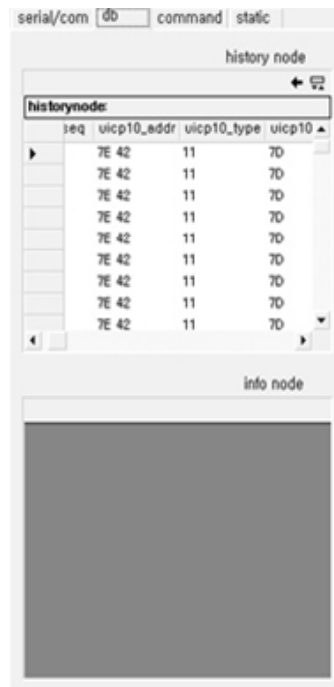 serial/com db command static
history node
historynode:
seq uicp10_addr uicp10_type uicp10
7E 42 11 7D
7E 42 11 7D
7E 42 11 7D
7E 42 11 7D
7E 42 11 7D
7E 42 11 7D
7E 42 11 7D
7E 42 11 7D
7E 42 11 7D
info node